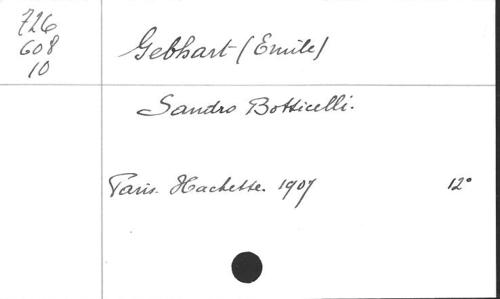 726
608
10
Gebhart (Emile)
Sandro Botticelli.
Paris. Hachette. 1907 12°